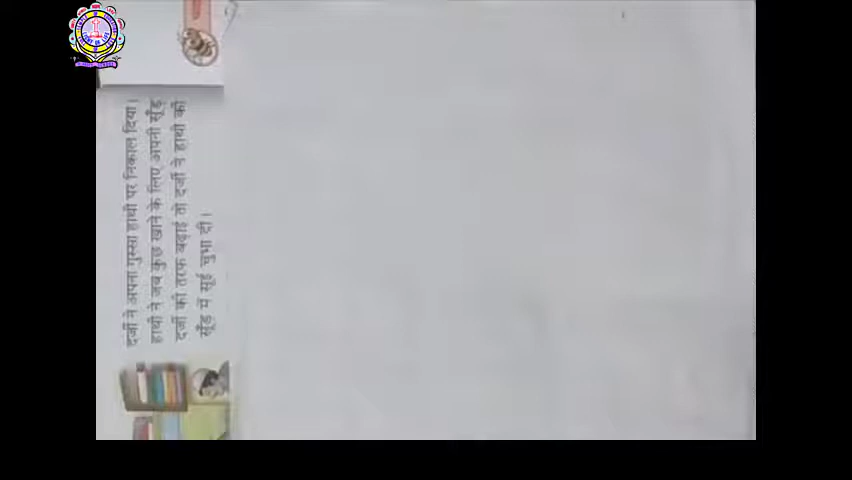 दर्जी ने अपना गुस्सा हाथी पर निकाल दिया।
हाथी ने जब कुछ खाने के लिए अपनी सूँड़
दर्जी की तरफ बढ़ाई तो दर्जी ने हाथी की
सूँड़ में सूई चुभा दी।